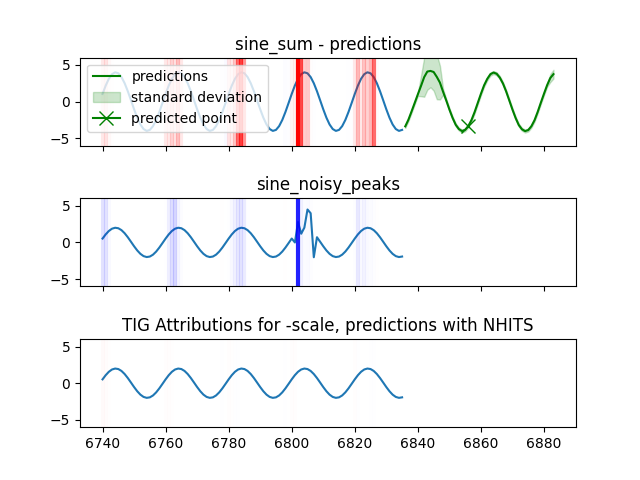 sine_sum - predictions
5
0
−5
predictions
standard deviation
predicted point
sine_noisy_peaks
5
0
−5
TIG Attributions for -scale, predictions with NHITS
5
0
−5
6740 6760 6780 6800 6820 6840 6860 6880